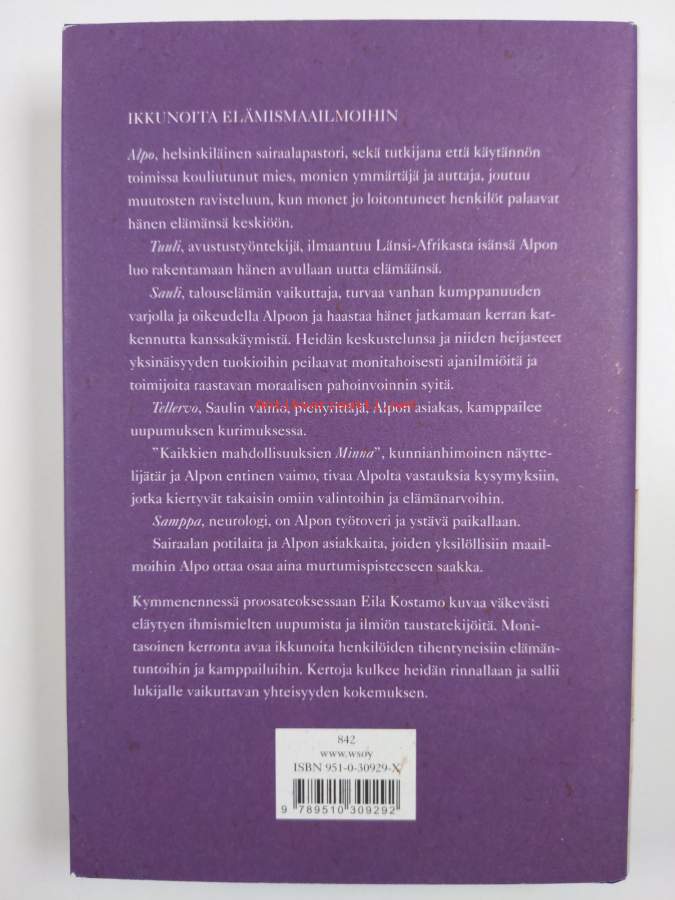 IKKUNOITA ELÄMISMAAILMOIHIN
Alpo, helsinkiläinen sairaalapastori, sekä tutkijana että käytännön
toimissa kouliutunut mies, monien ymmärtäjä ja auttaja, joutuu
muutosten ravisteluun, kun monet jo loitontuneet henkilöt palaavat
hänen elämänsä keskiöön.
Tuuli, avustustyöntekijä, ilmaantuu Länsi-Afrikasta isänsä Alpon
luo rakentamaan hänen avullaan uutta elämäänsä.
Sauli, talouselämän vaikuttaja, turvaa vanhan kumppanuuden
varjolla ja oikeudella Alpoon ja haastaa hänet jatkamaan kerran kat-
kennutta kanssakäymistä. Heidän keskustelunsa ja niiden heijasteet
yksinäisyyden tuokioihin peilaavat monitahoisesti ajanilmiöitä ja
toimijoita raastavan moraalisen pahoinvoinnin syitä.
Tellervo, Saulin vaimo, pienyrittäjä, Alpon asiakas, kamppailee
uupumuksen kurimuksessa.
"Kaikkien mahdollisuuksien Minna", kunnianhimoinen näytte-
lijätär ja Alpon entinen vaimo, tivaa Alpolta vastauksia kysymyksiin,
jotka kiertyvät takaisin omiin valintoihin ja elämänarvoihin.
Samppa, neurologi, on Alpon työtoveri ja ystävä paikallaan.
Sairaalan potilaita ja Alpon asiakkaita, joiden yksilöllisiin maail-
moihin Alpo ottaa osaa aina murtumispisteeseen saakka.
Kymmenennessä proosateoksessaan Eila Kostamo kuvaa väkevästi
eläytyen ihmismielten uupumista ja ilmiön taustatekijöitä. Moni-
tasoinen kerronta avaa ikkunoita henkilöiden tihentyneisiin elämän-
tuntoihin ja kamppailuihin. Kertoja kulkee heidän rinnallaan ja sallii
lukijalle vaikuttavan yhteisyyden kokemuksen.
842
www.wsoy
ISBN 951-0-30929-X
9 789510 309292